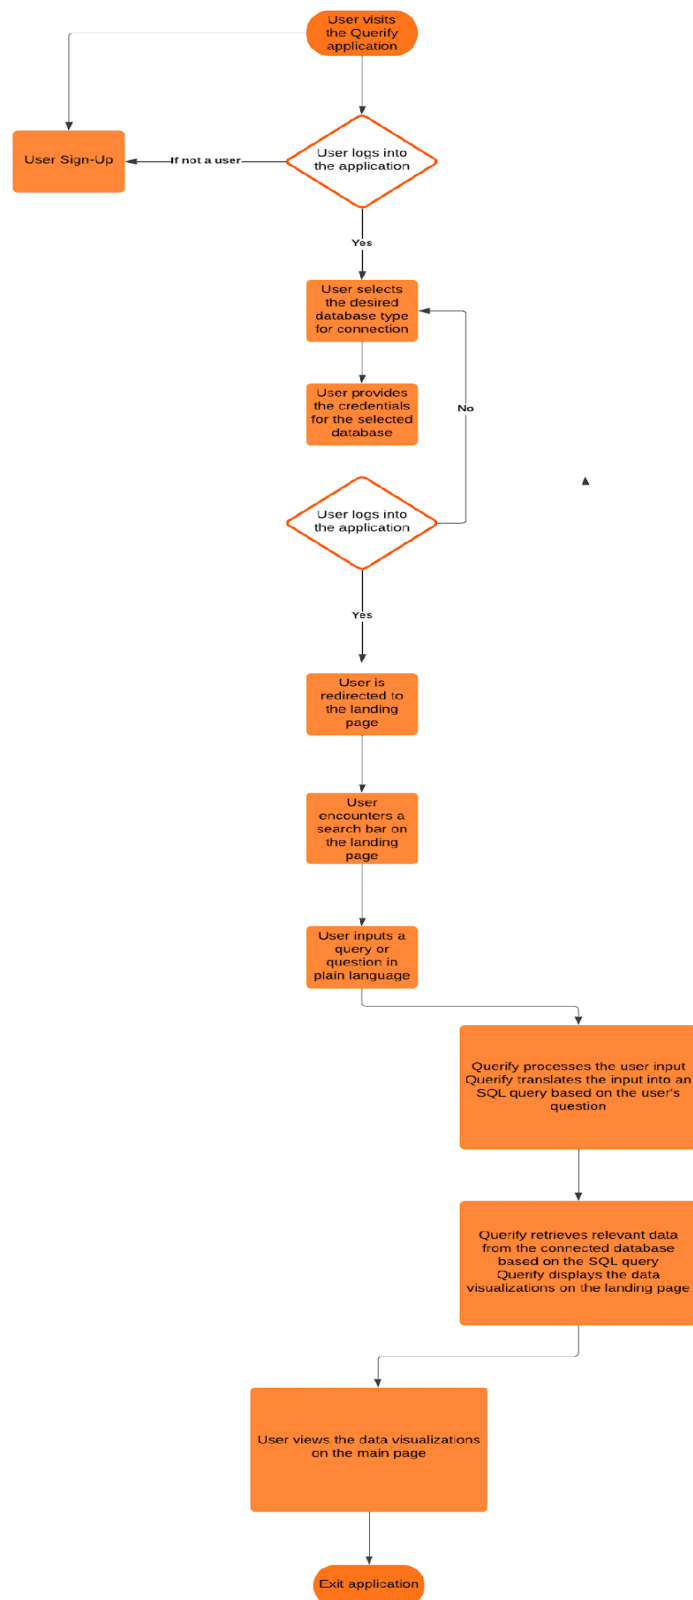 User visits
the Querify
application
User Sign-Up
If not a user
User logs into
the application
Yes
User selects
the desired
database type
for connection
User provides
the credentials
for the selected
database
No
User logs into
the application
Yes
User is
redirected to
the landing
page
User
encounters a
search bar on
the landing
page
User inputs a
query or
question in
plain language
Querify processes the user input
Querify translates the input into an
SQL query based on the user's
question
Querify retrieves relevant data
from the connected database
based on the SQL query
Querify displays the data
visualizations on the landing page
User views the data visualizations
on the main page
Exit application